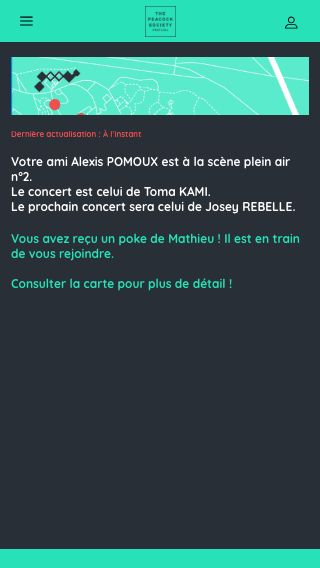 THE
PEACOCK
SOCIETY
FESTIVAL
Dernière actualisation : À l'instant
Votre ami Alexis POMOUX est à la scène plein air
n°2.
Le concert est celui de Toma KAMI.
Le prochain concert sera celui de Josey REBELLE.
Vous avez reçu un poke de Mathieu ! Il est en train
de vous rejoindre.
Consulter la carte pour plus de détail !